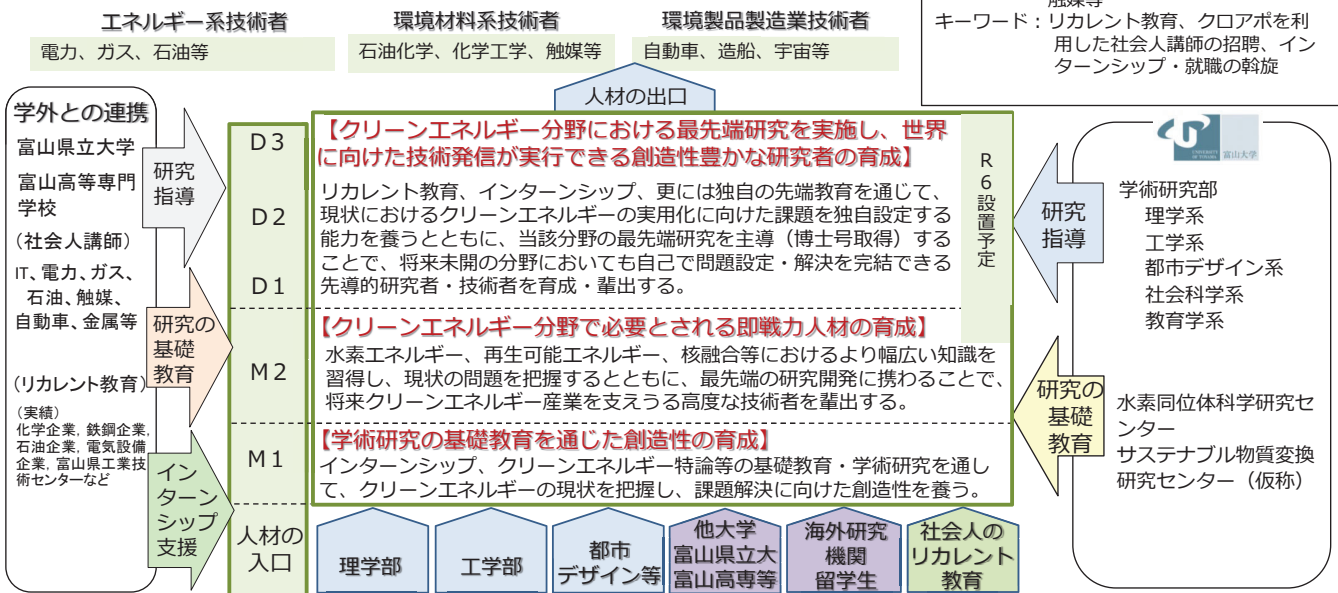 エネルギー系技術者
電力、ガス、石油等
環境材料系技術者
石油化学、化学工学、触媒等
環境製品製造業技術者
自動車、造船、宇宙等
触媒等
キーワード：リカレント教育、クロアポを利
用した社会人講師の招聘、イン
ターンシップ・就職の斡旋
人材の出口
学外との連携
富山県立大学
富山高等専門
学校
(社会人講師)
IT、電力、ガス、
石油、触媒、
自動車、金属等
(リカレント教育)
(実績)
化学企業, 鉄鋼企業,
石油企業, 電気設備
企業, 富山県工業技
術センターなど
研究
指導
研究の
基礎
教育
イン
ターン
シップ
支援
D3
D2
D1
M2
M1
人材の
入口
【クリーンエネルギー分野における最先端研究を実施し、世界
に向けた技術発信が実行できる創造性豊かな研究者の育成】
リカレント教育、インターンシップ、更には独自の先端教育を通じて、
現状におけるクリーンエネルギーの実用化に向けた課題を独自設定する
能力を養うとともに、当該分野の最先端研究を主導（博士号取得）する
ことで、将来未開の分野においても自己で問題設定・解決を完結できる
先導的研究者・技術者を育成・輩出する。
R6設置予定
【クリーンエネルギー分野で必要とされる即戦力人材の育成】
水素エネルギー、再生可能エネルギー、核融合等におけるより幅広い知識を
習得し、現状の問題を把握するとともに、最先端の研究開発に携わることで、
将来クリーンエネルギー産業を支えうる高度な技術者を輩出する。
【学術研究の基礎教育を通じた創造性の育成】
インターンシップ、クリーンエネルギー特論等の基礎教育・学術研究を通し
て、クリーンエネルギーの現状を把握し、課題解決に向けた創造性を養う。
理学部
工学部
都市
デザイン等
他大学
富山県立大
富山高専等
海外研究
機関
留学生
社会人の
リカレント
教育
研究
指導
研究の
基礎
教育
富山大学
学術研究部
理学系
工学系
都市デザイン系
社会科学系
教育学系
水素同位体科学研究セ
ンター
サステナブル物質変換
研究センター（仮称）